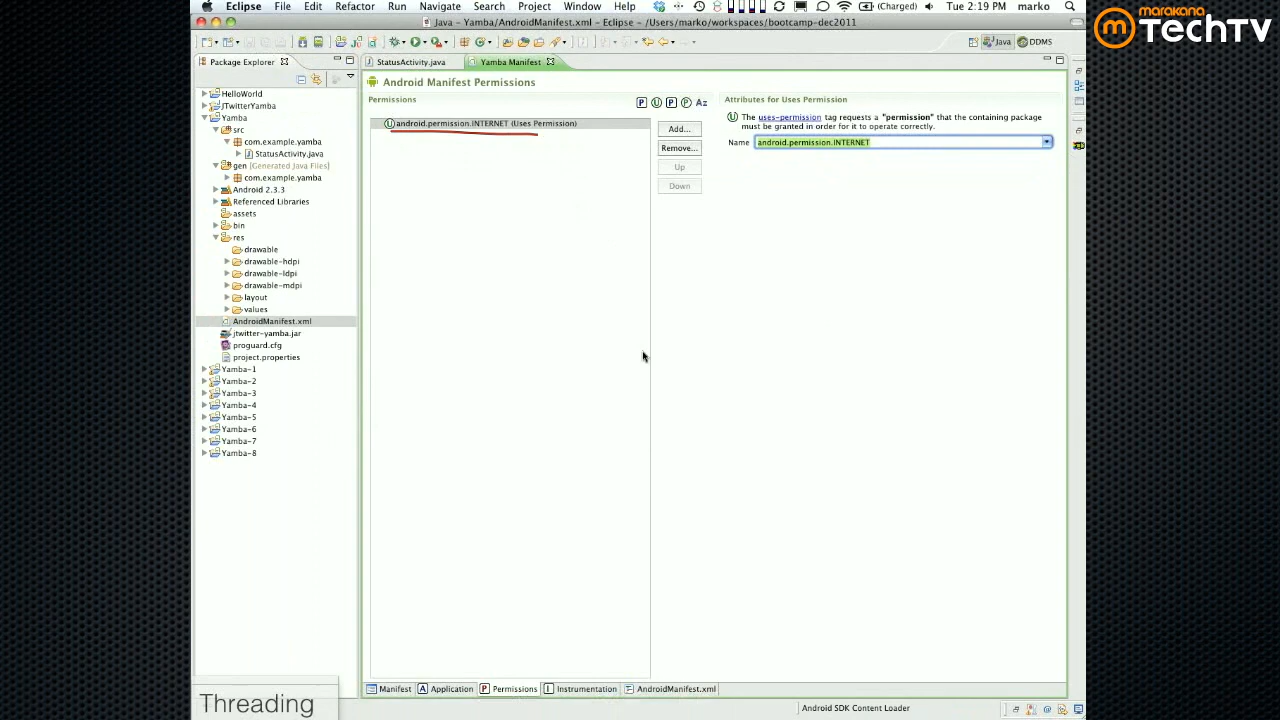 Eclipse File Edit Refactor Run Navigate Search Project Window Help (Charged) Tue 2:19 PM marko
Java – Yamba/AndroidManifest.xml – Eclipse – /Users/marko/workspaces/bootcamp-dec2011
marakana
TechTV
Java DDMS
Package Explorer
StatusActivity.java Yamba Manifest
HelloWorld
JTwitterYamba
Yamba
src
com.example.yamba
StatusActivity.java
gen [Generated Java Files]
com.example.yamba
Android 2.3.3
Referenced Libraries
assets
bin
res
drawable
drawable-hdpi
drawable-ldpi
drawable-mdpi
layout
values
AndroidManifest.xml
jtwitter-yamba.jar
proguard.cfg
project.properties
Yamba-1
Yamba-2
Yamba-3
Yamba-4
Yamba-5
Yamba-6
Yamba-7
Yamba-8
Android Manifest Permissions
Permissions
P U P P Az
U android.permission.INTERNET (Uses Permission)
Add...
Remove...
Up
Down
Attributes for Uses Permission
U The uses-permission tag requests a "permission" that the containing package
must be granted in order for it to operate correctly.
Name android.permission.INTERNET
Manifest A Application P Permissions I Instrumentation AndroidManifest.xml
Threading
Android SDK Content Loader